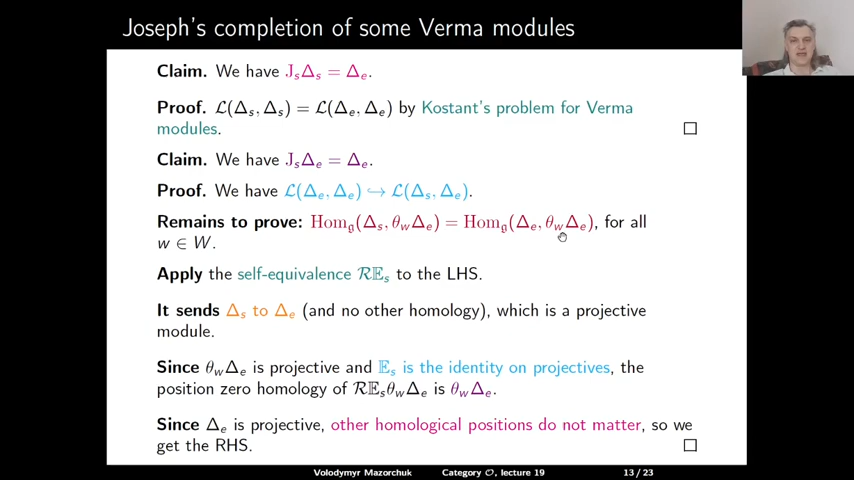 Joseph's completion of some Verma modules
Claim. We have J_sΔ_s = Δ_e.
Proof. ℒ(Δ_s, Δ_s) = ℒ(Δ_e, Δ_e) by Kostant's problem for Verma
modules. □
Claim. We have J_sΔ_e = Δ_e.
Proof. We have ℒ(Δ_e, Δ_e) ↪ ℒ(Δ_s, Δ_e).
Remains to prove: Hom_𝔤(Δ_s, θ_wΔ_e) = Hom_𝔤(Δ_e, θ_wΔ_e), for all
w ∈ W.
Apply the self-equivalence ℛ𝔼_s to the LHS.
It sends Δ_s to Δ_e (and no other homology), which is a projective
module.
Since θ_wΔ_e is projective and 𝔼_s is the identity on projectives, the
position zero homology of ℛ𝔼_sθ_wΔ_e is θ_wΔ_e.
Since Δ_e is projective, other homological positions do not matter, so we
get the RHS. □
Volodymyr Mazorchuk Category 𝒪, lecture 19 13/23